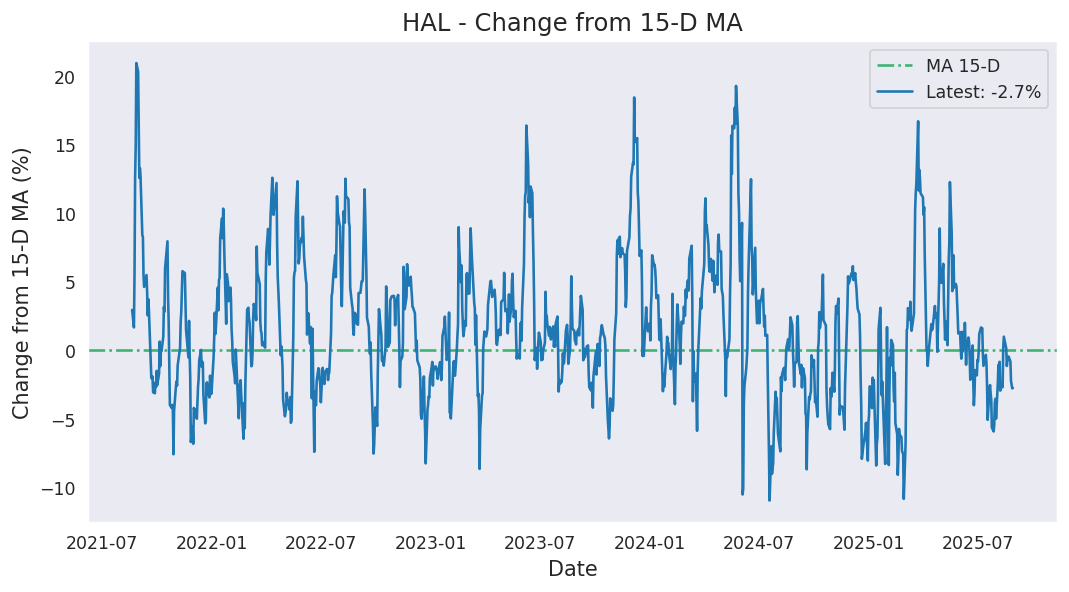 HAL - Change from 15-D MA
MA 15-D
Latest: -2.7%
Change from 15-D MA (%)
20
15
10
5
0
−5
−10
2021-07 2022-01 2022-07 2023-01 2023-07 2024-01 2024-07 2025-01 2025-07
Date